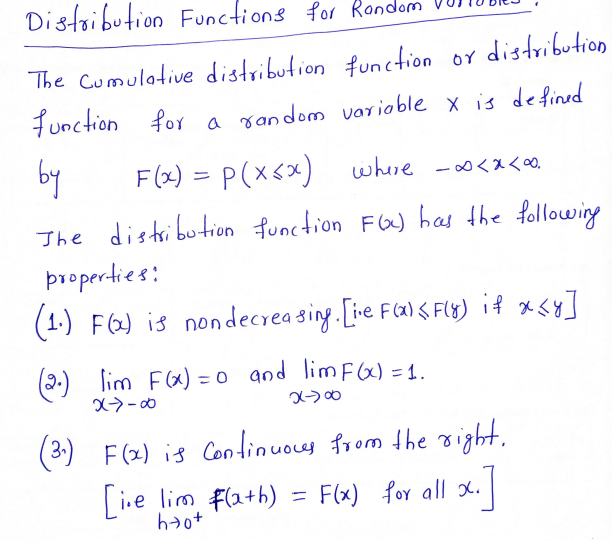 Distribution Functions for Random Variables :
The Cumulative distribution function or distribution
function for a random variable X is defined
by F(x) = P(X≤x) where -∞<x<∞.
The distribution function F(x) has the following
properties:
(1.) F(x) is nondecreasing. [i.e F(x)≤F(y) if x≤y]
(2.) lim F(x) = 0 and lim F(x) = 1.
x→-∞ x→∞
(3.) F(x) is Continuous from the right.
[i.e lim F(x+h) = F(x) for all x.]
h→0+